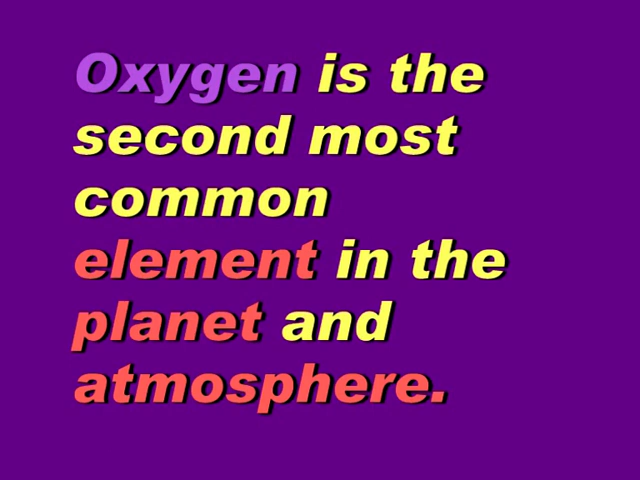 Oxygen is the
second most
common
element in the
planet and
atmosphere.